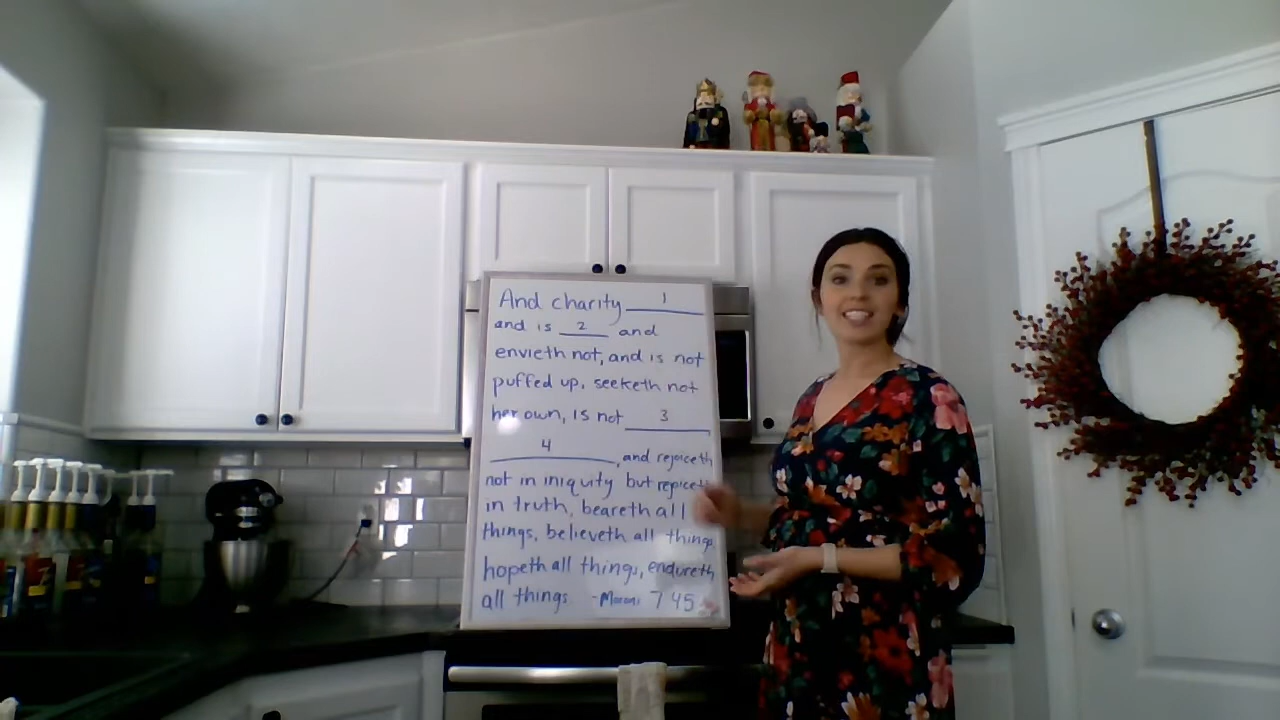 And charity 1
and is 2 and
envieth not, and is not
puffed up, seeketh not
her own, is not 3
4, and rejoiceth
not in iniquity but rejoiceth
in truth, beareth all
things, believeth all things
hopeth all things, endureth
all things - Moroni 7 45